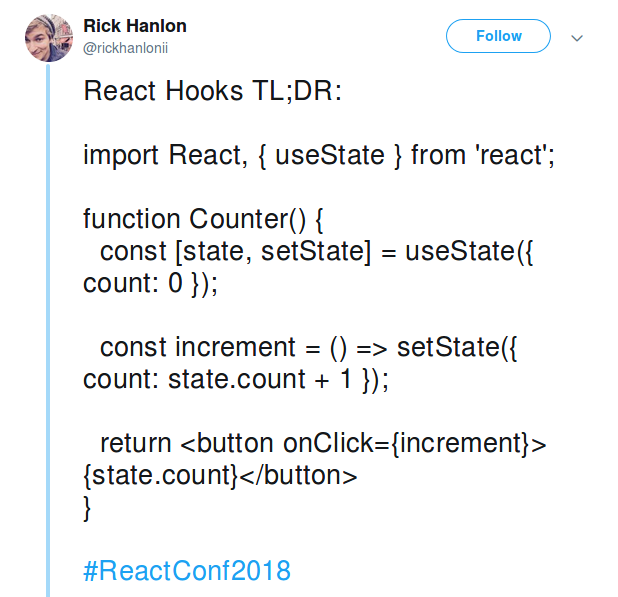 Rick Hanlon
@rickhanlonii
Follow
React Hooks TL;DR:
import React, { useState } from 'react';
function Counter() {
const [state, setState] = useState({
count: 0 });
const increment = () => setState({
count: state.count + 1 });
return <button onClick={increment}>
{state.count}</button>
}
#ReactConf2018